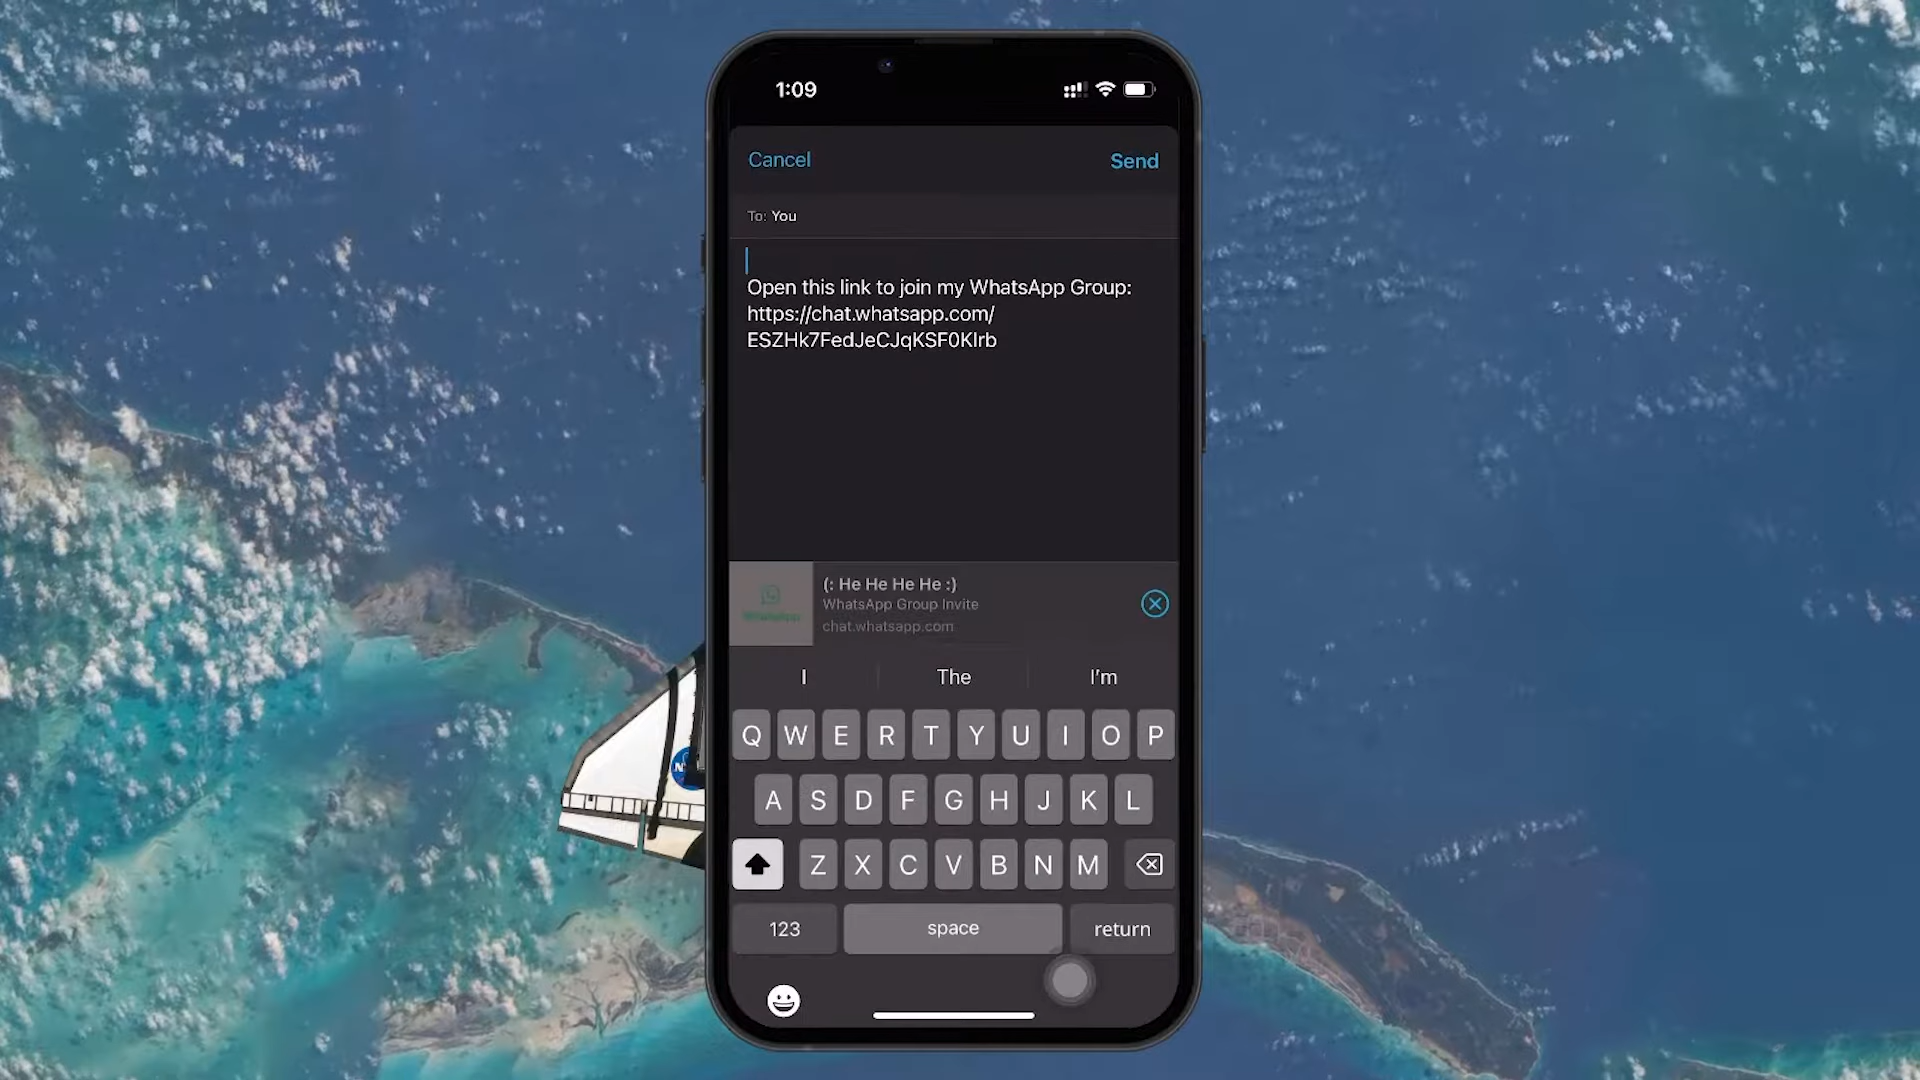 1:09
Cancel
Send
To: You
Open this link to join my WhatsApp Group:
https://chat.whatsapp.com/
ESZHk7FedJeCJqKSF0KIrb
(: He He He He :)
WhatsApp Group Invite
chat.whatsapp.com
WhatsApp
I The I'm
Q W E R T Y U I O P
A S D F G H J K L
Z X C V B N M
123 space return